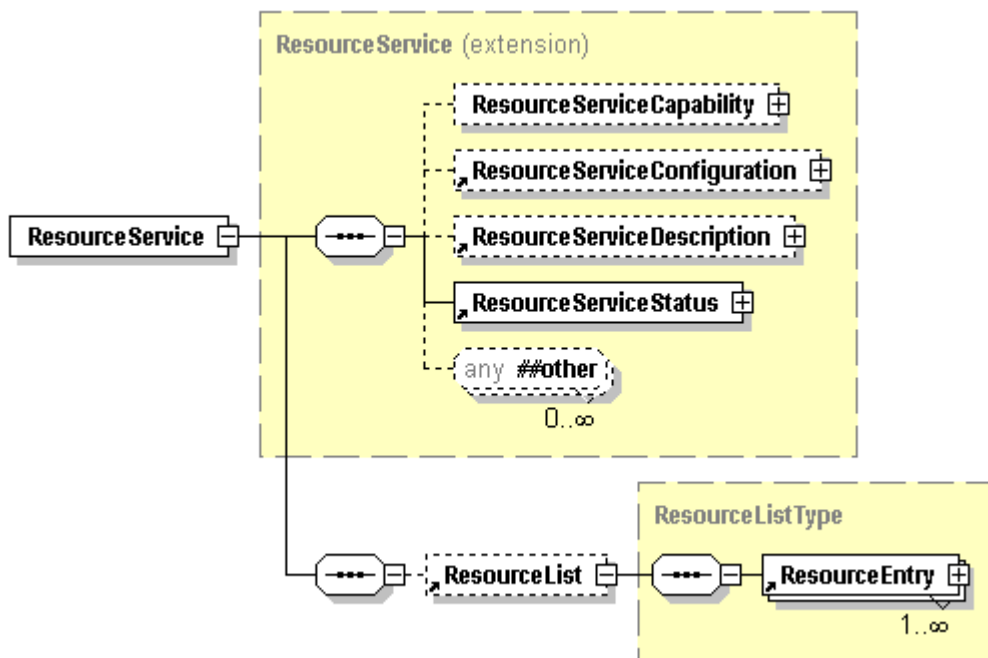 ResourceService (extension)
ResourceServiceCapability
ResourceServiceConfiguration
ResourceService
ResourceServiceDescription
ResourceServiceStatus
any ##other
0..∞
ResourceListType
ResourceList
ResourceEntry
1..∞